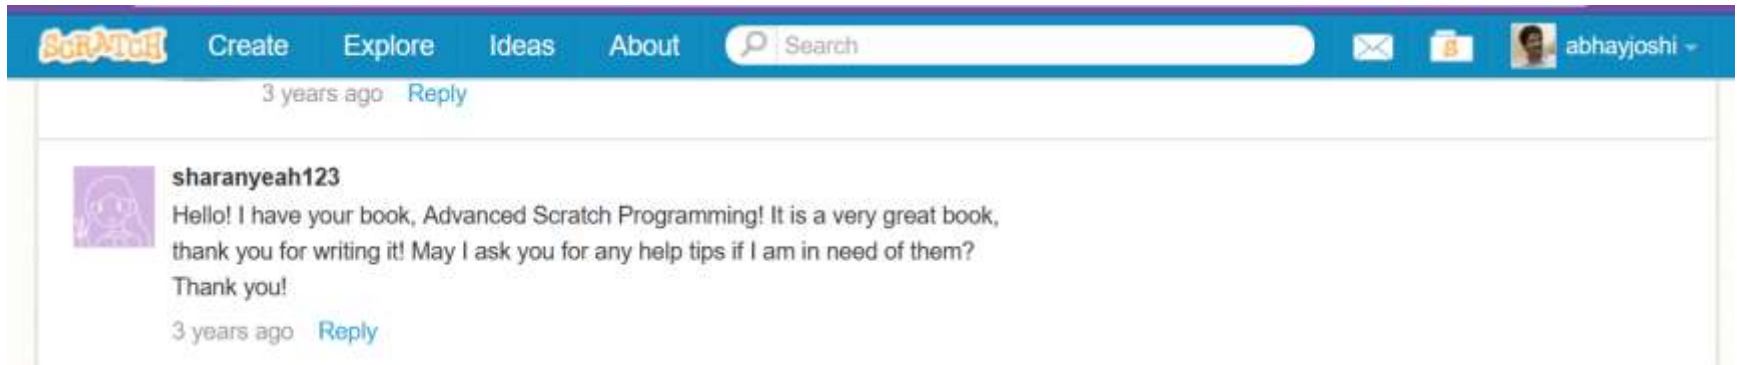 SCRATCH Create Explore Ideas About Search abhayjoshi
3 years ago Reply
sharanyeah123
Hello! I have your book, Advanced Scratch Programming! It is a very great book,
thank you for writing it! May I ask you for any help tips if I am in need of them?
Thank you!
3 years ago Reply